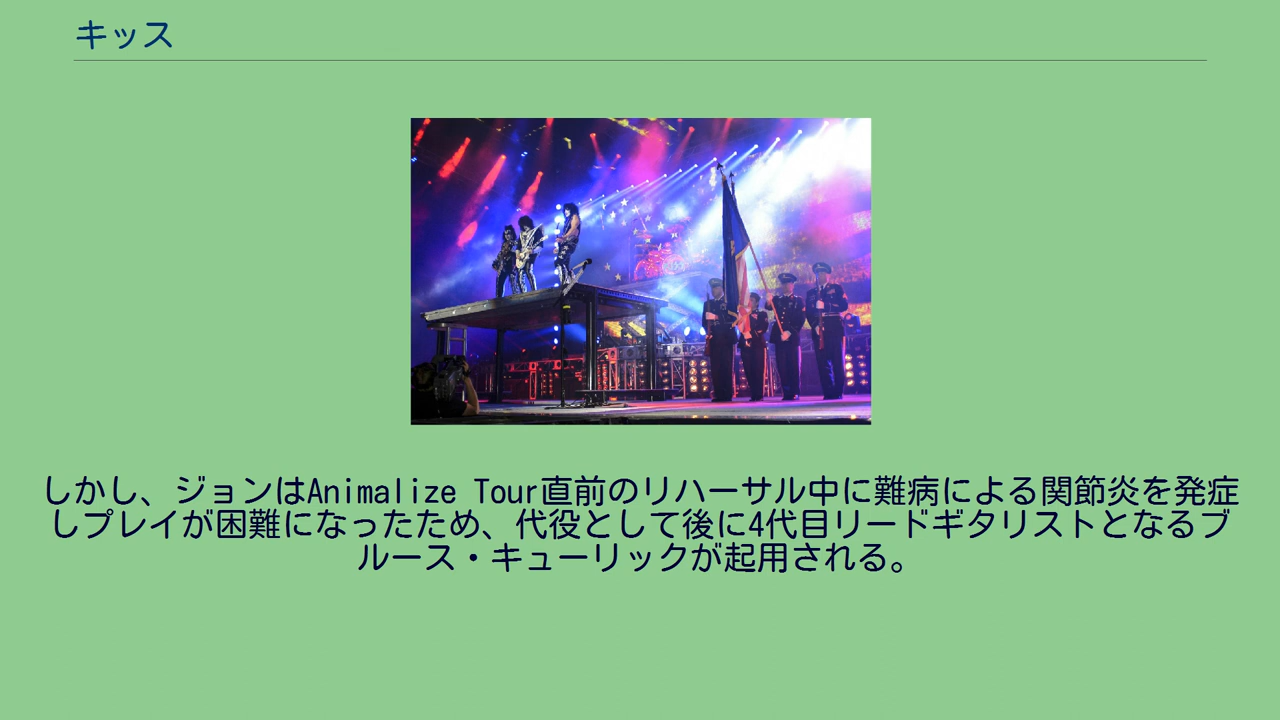 キッス
しかし、ジョンはAnimalize Tour直前のリハーサル中に難病による関節炎を発症
しプレイが困難になったため、代役として後に4代目リードギタリストとなるブ
ルース・キューリックが起用される。